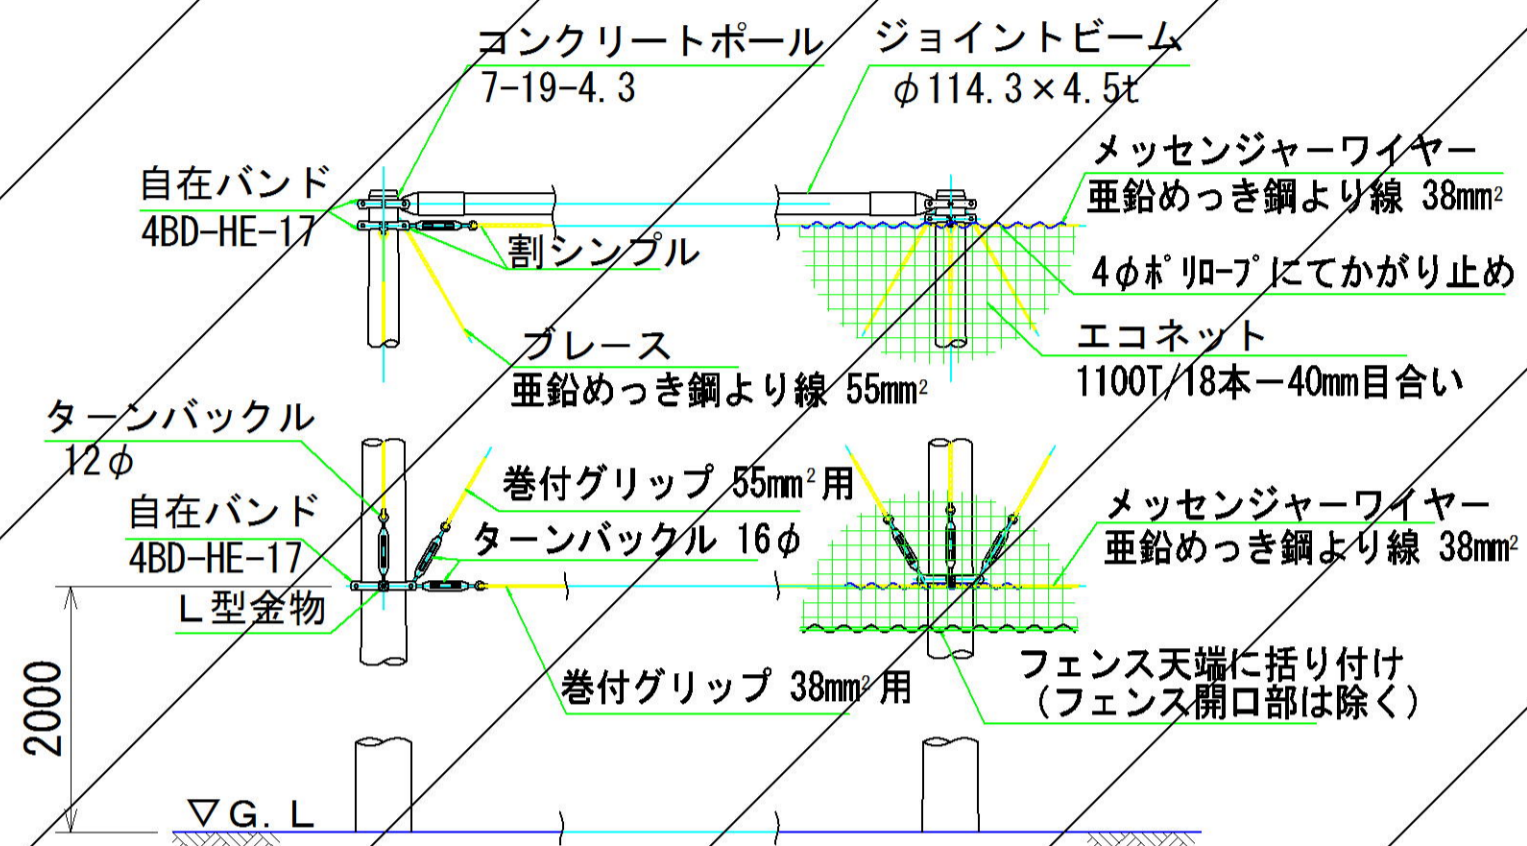 コンクリートポール
7-19-4.3
ジョイントビーム
φ114.3×4.5t
メッセンジャーワイヤー
亜鉛めっき鋼より線 38mm²
自在バンド
4BD-HE-17
割シンプル
4φポリロープにてかがり止め
ブレース
亜鉛めっき鋼より線 55mm²
エコネット
1100T/18本－40mm目合い
ターンバックル
12φ
巻付グリップ 55mm²用
自在バンド
4BD-HE-17
ターンバックル 16φ
メッセンジャーワイヤー
亜鉛めっき鋼より線 38mm²
L型金物
巻付グリップ 38mm²用
フェンス天端に括り付け
(フェンス開口部は除く)
2000
▽G.L